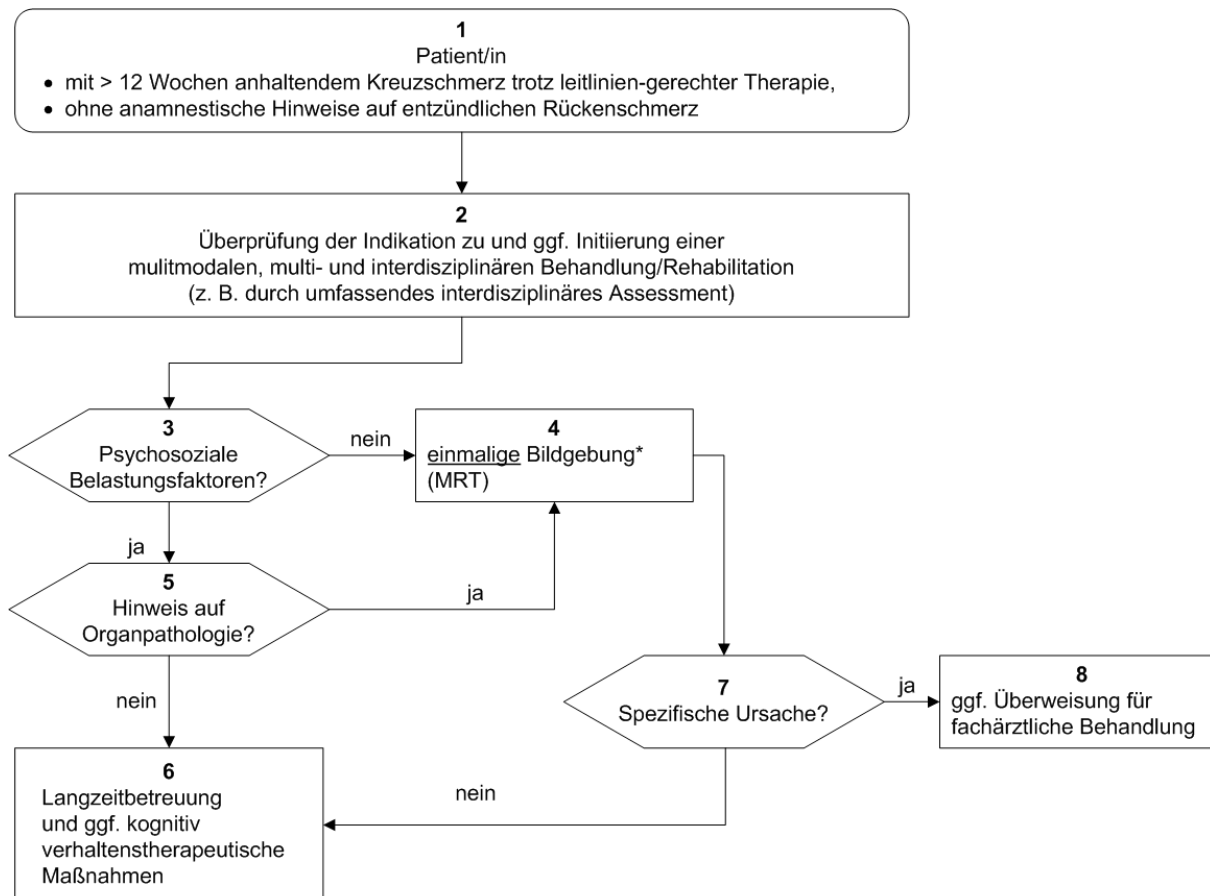 1
Patient/in
• mit > 12 Wochen anhaltendem Kreuzschmerz trotz leitlinien-gerechter Therapie,
• ohne anamnestische Hinweise auf entzündlichen Rückenschmerz
2
Überprüfung der Indikation zu und ggf. Initiierung einer
mulitmodalen, multi- und interdisziplinären Behandlung/Rehabilitation
(z. B. durch umfassendes interdisziplinäres Assessment)
3
Psychosoziale
Belastungsfaktoren?
nein
4
einmalige Bildgebung*
(MRT)
ja
5
Hinweis auf
Organpathologie?
ja
nein
7
Spezifische Ursache?
ja
8
ggf. Überweisung für
fachärztliche Behandlung
nein
6
Langzeitbetreuung
und ggf. kognitiv
verhaltenstherapeutische
Maßnahmen